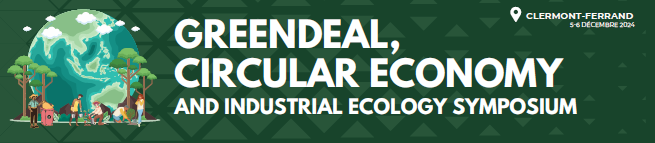 CLERMONT-FERRAND
5-6 DÉCEMBRE 2024
GREENDEAL,
CIRCULAR ECONOMY
AND INDUSTRIAL ECOLOGY SYMPOSIUM